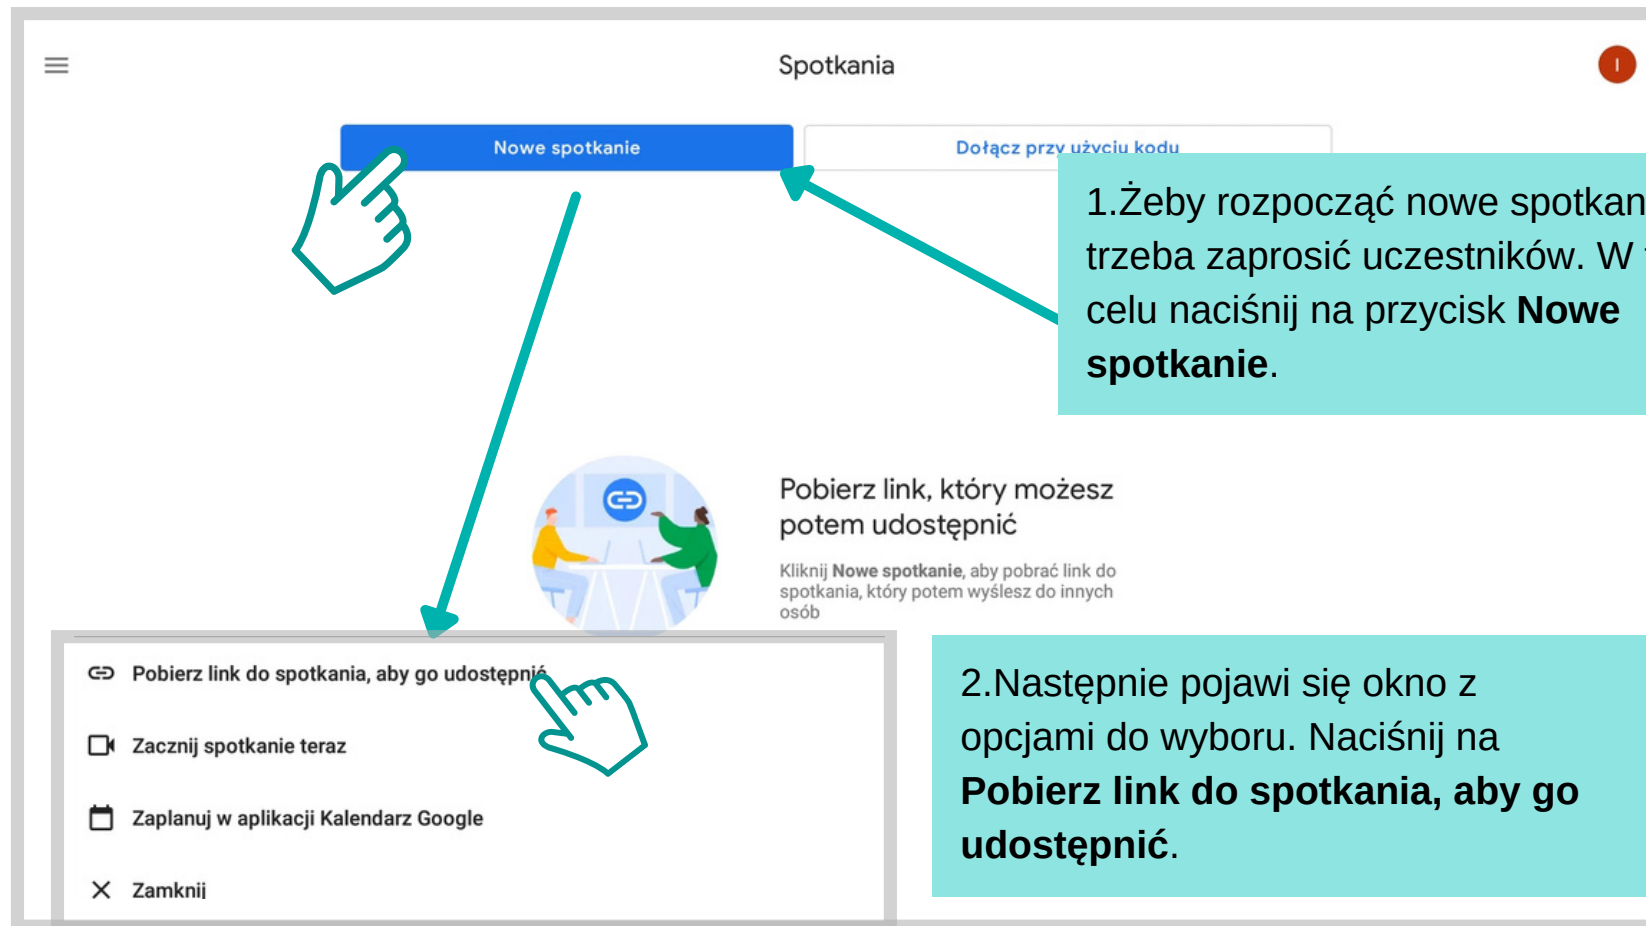 Spotkania
I
Nowe spotkanie
Dołącz przy użyciu kodu
1.Żeby rozpocząć nowe spotkan
trzeba zaprosić uczestników. W
celu naciśnij na przycisk Nowe
spotkanie.
Pobierz link, który możesz
potem udostępnić
Kliknij Nowe spotkanie, aby pobrać link do
spotkania, który potem wyślesz do innych
osób
Pobierz link do spotkania, aby go udostępnić
Zacznij spotkanie teraz
Zaplanuj w aplikacji Kalendarz Google
Zamknij
2.Następnie pojawi się okno z
opcjami do wyboru. Naciśnij na
Pobierz link do spotkania, aby go
udostępnić.